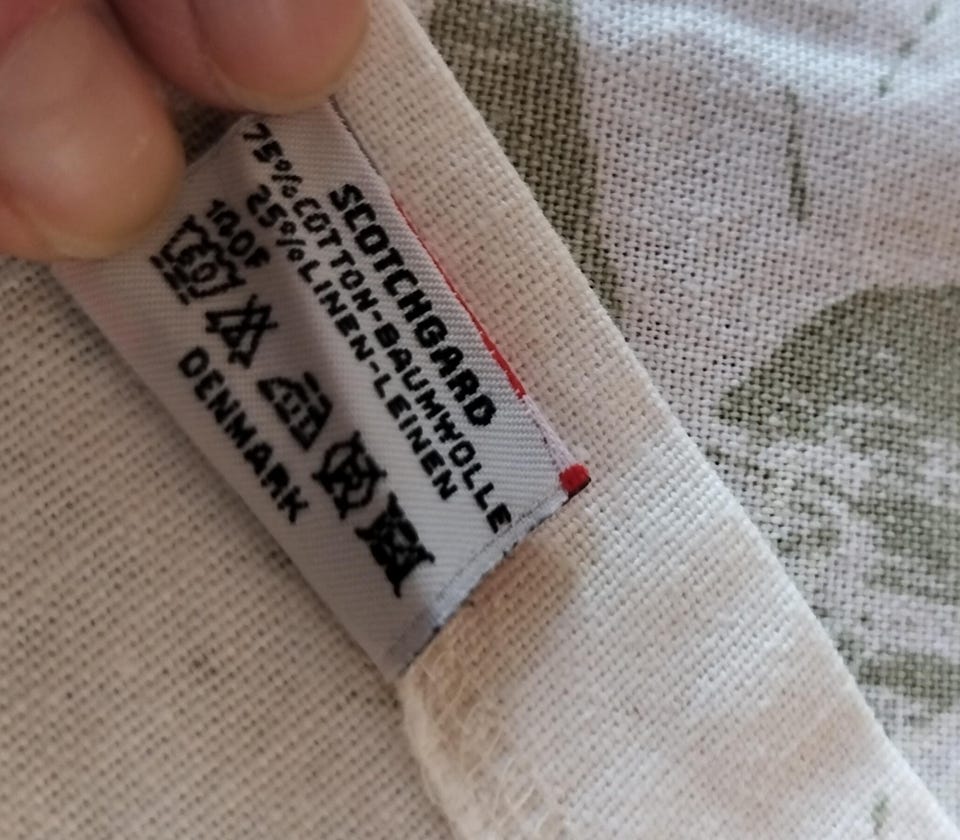 SCOTCHGARD
75% COTTON-BAUMWOLLE
25% LINEN-LEINEN
100F
60
DENMARK